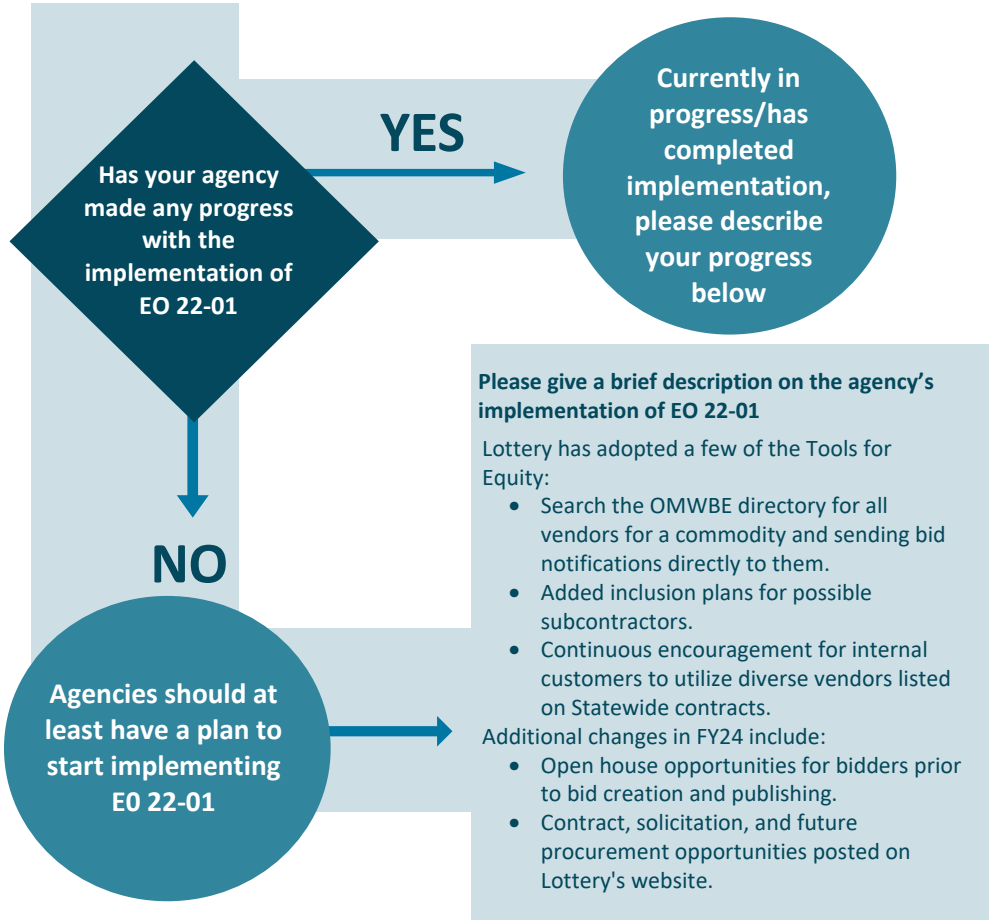 Has your agency
made any progress
with the
implementation of
EO 22-01
YES
Currently in
progress/has
completed
implementation,
please describe
your progress
below
NO
Agencies should at
least have a plan to
start implementing
E0 22-01
Please give a brief description on the agency’s
implementation of EO 22-01
Lottery has adopted a few of the Tools for
Equity:
• Search the OMWBE directory for all
vendors for a commodity and sending bid
notifications directly to them.
• Added inclusion plans for possible
subcontractors.
• Continuous encouragement for internal
customers to utilize diverse vendors listed
on Statewide contracts.
Additional changes in FY24 include:
• Open house opportunities for bidders prior
to bid creation and publishing.
• Contract, solicitation, and future
procurement opportunities posted on
Lottery's website.